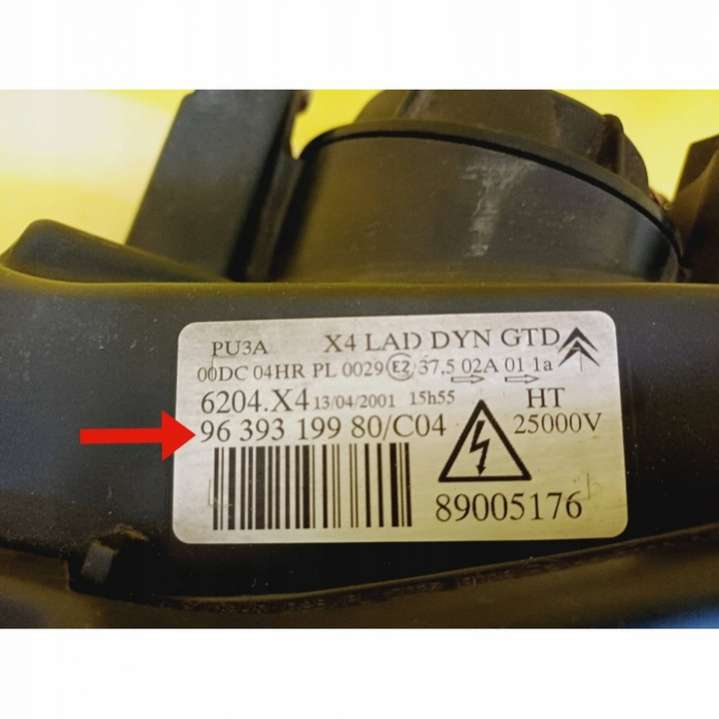 PU3A X4 LAD DYN GTD
00DC 04HR PL 0029 E2 37,5 02A 01 1a
6204.X4 13/04/2001 15h55 HT
96 393 199 80/C04 25000V
89005176